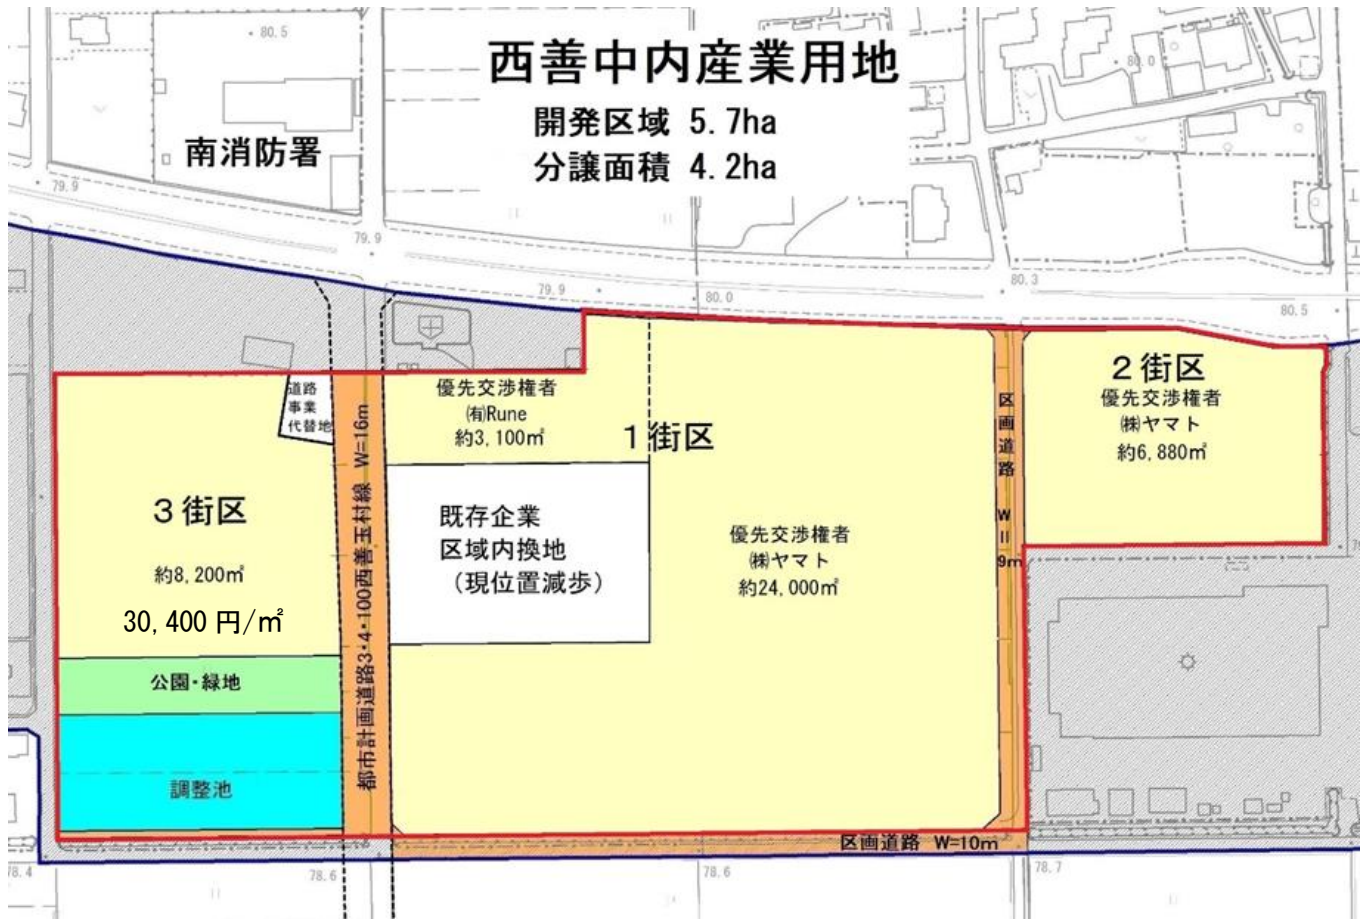 80.5
西善中内産業用地
80.0
開発区域 5.7ha
南消防署
分譲面積 4.2ha
79.9
79.9
80.3
79.9
80.0
80.5
2街区
優先交渉権者
㈱ヤマト
約6,880㎡
道路
事業
代替地
優先交渉権者
㈲Rune
約3,100㎡
1街区
区画道路 W=9m
都市計画道路3・4・100西善玉村線 W=16m
3街区
約8,200㎡
30,400円/㎡
既存企業
区域内換地
(現位置減歩)
優先交渉権者
㈱ヤマト
約24,000㎡
公園・緑地
調整池
区画道路 W=10m
78.4
78.6
78.6
78.7